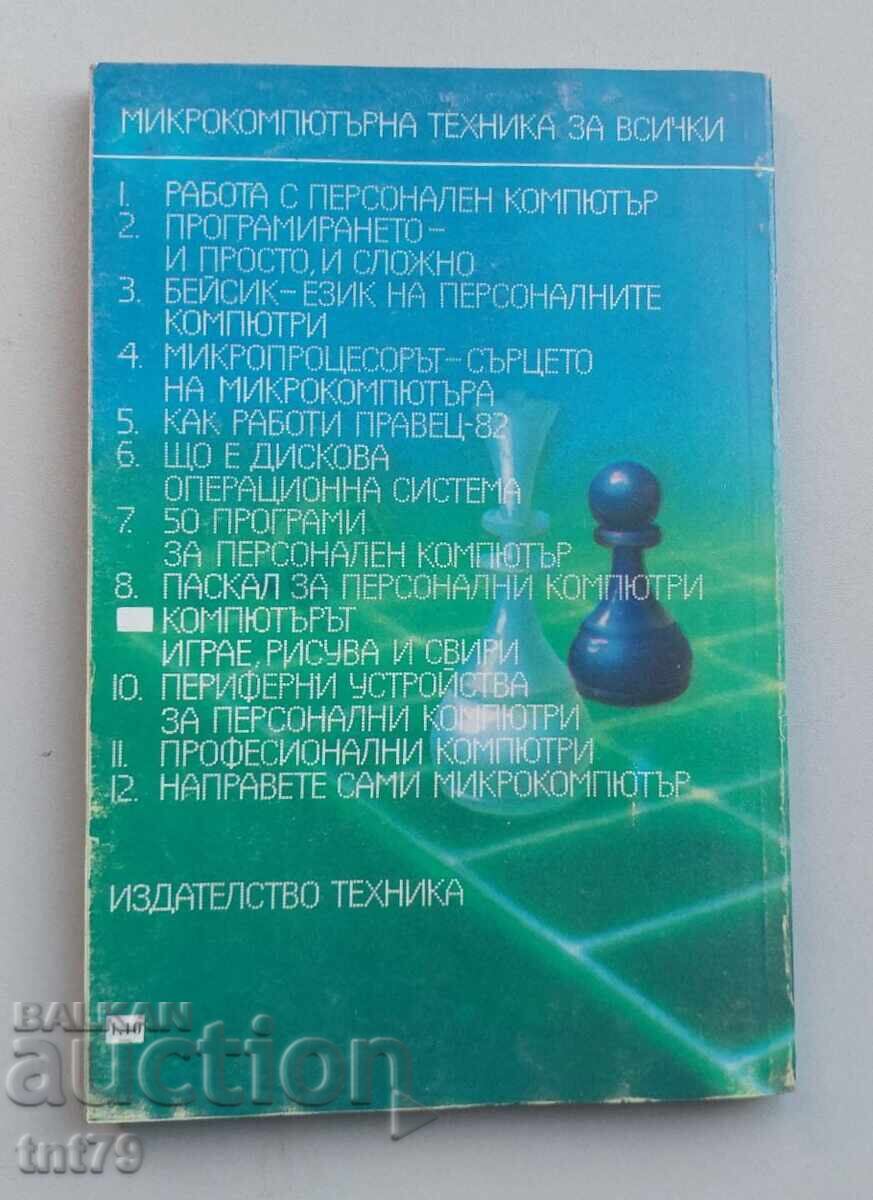 МИКРОКОМПЮТЪРНА ТЕХНИКА ЗА ВСИЧКИ
1. РАБОТА С ПЕРСОНАЛЕН КОМПЮТЪР
2. ПРОГРАМИРАНЕТО –
И ПРОСТО, И СЛОЖНО
3. БЕЙСИК – ЕЗИК НА ПЕРСОНАЛНИТЕ
КОМПЮТРИ
4. МИКРОПРОЦЕСОРЪТ – СЪРЦЕТО
НА МИКРОКОМПЮТЪРА
5. КАК РАБОТИ ПРАВЕЦ-82
6. ЩО Е ДИСКОВА
ОПЕРАЦИОННА СИСТЕМА
7. 50 ПРОГРАМИ
ЗА ПЕРСОНАЛЕН КОМПЮТЪР
8. ПАСКАЛ ЗА ПЕРСОНАЛНИ КОМПЮТРИ
КОМПЮТЪРЪТ
ИГРАЕ, РИСУВА И СВИРИ
10. ПЕРИФЕРНИ УСТРОЙСТВА
ЗА ПЕРСОНАЛНИ КОМПЮТРИ
11. ПРОФЕСИОНАЛНИ КОМПЮТРИ
12. НАПРАВЕТЕ САМИ МИКРОКОМПЮТЪР
ИЗДАТЕЛСТВО ТЕХНИКА
BALKAN
auction
tnt79